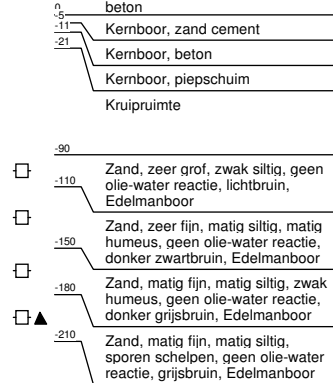 0
beton
-5
Kernboor, zand cement
-11
Kernboor, beton
-21
Kernboor, piepschuim
Kruipruimte
-90
Zand, zeer grof, zwak siltig, geen
olie-water reactie, lichtbruin,
Edelmanboor
-110
Zand, zeer fijn, matig siltig, matig
humeus, geen olie-water reactie,
donker zwartbruin, Edelmanboor
-150
Zand, matig fijn, matig siltig, zwak
humeus, geen olie-water reactie,
donker grijsbruin, Edelmanboor
-180
Zand, matig fijn, matig siltig,
sporen schelpen, geen olie-water
reactie, grijsbruin, Edelmanboor
-210